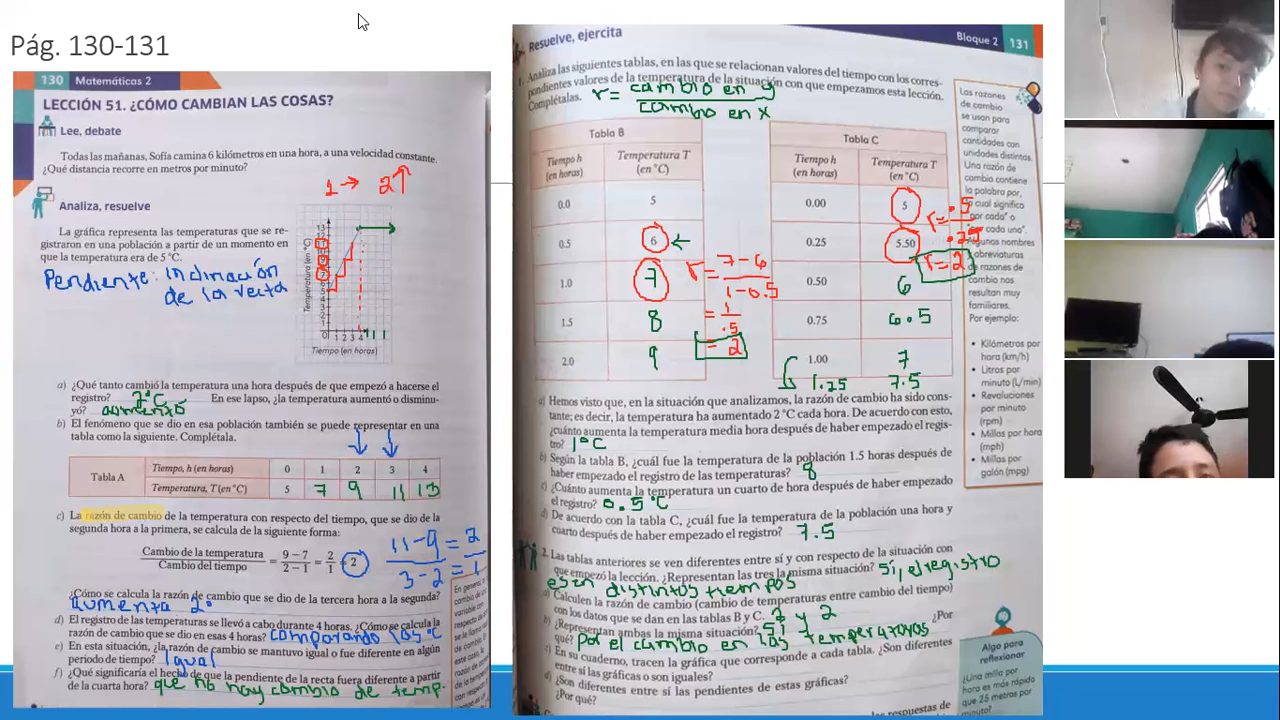 Pág. 130-131
130 Matemáticas 2
LECCIÓN 51. ¿CÓMO CAMBIAN LAS COSAS?
Lee, debate
Todas las mañanas, Sofía camina 6 kilómetros en una hora, a una velocidad constante.
¿Qué distancia recorre en metros por minuto?
1 → 2↑
Analiza, resuelve
La gráfica representa las temperaturas que se re-
gistraron en una población a partir de un momento en
que la temperatura era de 5 °C.
Pendiente: Inclinación
de la recta
Temperatura (en °C)
Tiempo (en horas)
a) ¿Qué tanto cambió la temperatura una hora después de que empezó a hacerse el
registro? 2°C En ese lapso, ¿la temperatura aumentó o disminu-
yó? aumentó
b) El fenómeno que se dio en esa población también se puede representar en una
tabla como la siguiente. Complétala.
Tabla A
Tiempo, h (en horas) 0 1 2 3 4
Temperatura, T (en °C) 5 7 9 11 13
c) La razón de cambio de la temperatura con respecto del tiempo, que se dio de la
segunda hora a la primera, se calcula de la siguiente forma:
Cambio de la temperatura / Cambio del tiempo = 9 – 7 / 2 – 1 = 2/1 = 2
11-9 / 3-2 = 2 / 1
¿Cómo se calcula la razón de cambio que se dio de la tercera hora a la segunda?
Aumenta 2°
d) El registro de las temperaturas se llevó a cabo durante 4 horas. ¿Cómo se calcula la
razón de cambio que se dio en esas 4 horas? comparando las °C
e) En esta situación, ¿la razón de cambio se mantuvo igual o fue diferente en algún
periodo de tiempo? Igual
f) ¿Qué significaría el hecho de que la pendiente de la recta fuera diferente a partir
de la cuarta hora? que no hay cambio de temp.
Resuelve, ejercita
Bloque 2 131
1. Analiza las siguientes tablas, en las que se relacionan valores del tiempo con los corres-
pondientes valores de la temperatura de la situación con que empezamos esta lección.
Complétalas. r = cambio en y / cambio en x
Tabla B
Tiempo h (en horas) Temperatura T (en °C)
0.0 5
0.5 6 ←
1.0 7
1.5 8
2.0 9
r = 7-6 / 1-0.5
= 1 / .5
= 2
Tabla C
Tiempo h (en horas) Temperatura T (en °C)
0.00 5
0.25 5.50
0.50 6
0.75 6.5
1.00 7
1.25 7.5
r = .5 / .25
r = 2
a) Hemos visto que, en la situación que analizamos, la razón de cambio ha sido cons-
tante; es decir, la temperatura ha aumentado 2 °C cada hora. De acuerdo con esto,
¿cuánto aumenta la temperatura media hora después de haber empezado el regis-
tro? 1°C
b) Según la tabla B, ¿cuál fue la temperatura de la población 1.5 horas después de
haber empezado el registro de las temperaturas? 8
c) ¿Cuánto aumenta la temperatura un cuarto de hora después de haber empezado
el registro? 0.5°C
d) De acuerdo con la tabla C, ¿cuál fue la temperatura de la población una hora y
cuarto después de haber empezado el registro? 7.5
2. Las tablas anteriores se ven diferentes entre sí y con respecto de la situación con
que empezó la lección. ¿Representan las tres la misma situación? Sí, el registro
es en distintos tiempos
a) Calculen la razón de cambio (cambio de temperaturas entre cambio del tiempo)
con los datos que se dan en las tablas B y C. 2 y 2
b) ¿Representan ambas la misma situación? Sí ¿Por
qué? por el cambio en las temperaturas
c) En su cuaderno, tracen la gráfica que corresponde a cada tabla. ¿Son diferentes
entre sí las gráficas o son iguales?
d) ¿Son diferentes entre sí las pendientes de estas gráficas?
¿Por qué?
Las razones
de cambio
se usan para
comparar
cantidades con
unidades distintas.
Una razón de
cambio contiene
la palabra por,
Algunos nombres
abreviaturas
de razones de
cambio nos
resultan muy
familiares.
Por ejemplo:
• Kilómetros por
hora (km/h)
• Litros por
minuto (L/min)
• Revoluciones
por minuto
(rpm)
• Millas por hora
(mph)
• Millas por
galón (mpg)
Algo para
reflexionar
¿Una milla por
hora es más rápido
que 25 metros por
minuto?